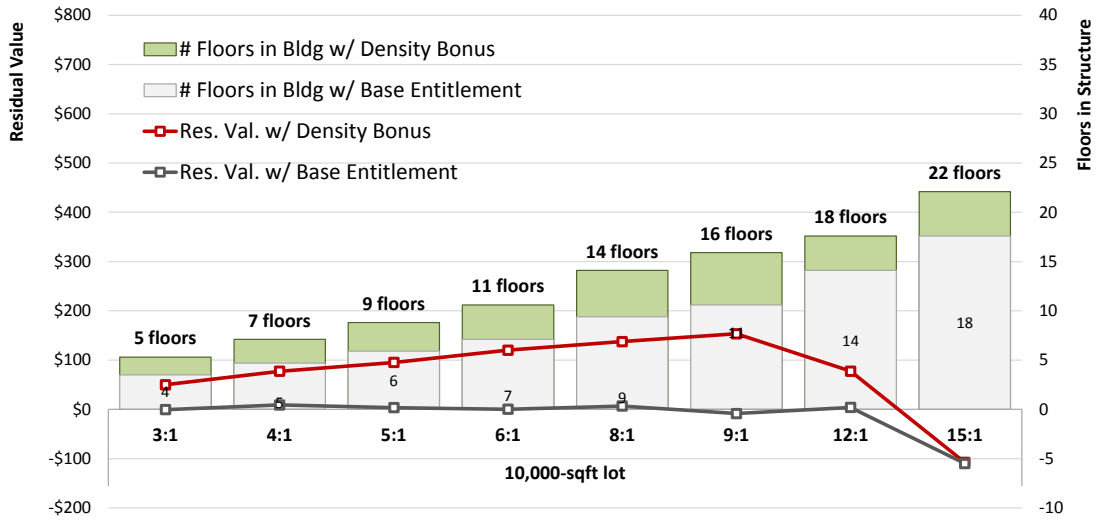 $800
$700
$600
$500
$400
$300
$200
$100
$0
-$100
-$200
Residual Value
# Floors in Bldg w/ Density Bonus
# Floors in Bldg w/ Base Entitlement
Res. Val. w/ Density Bonus
Res. Val. w/ Base Entitlement
5 floors
7 floors
9 floors
11 floors
14 floors
16 floors
18 floors
22 floors
4
5
6
7
9
11
14
18
3:1
4:1
5:1
6:1
8:1
9:1
12:1
15:1
10,000-sqft lot
40
35
30
25
20
15
10
5
0
-5
-10
Floors in Structure